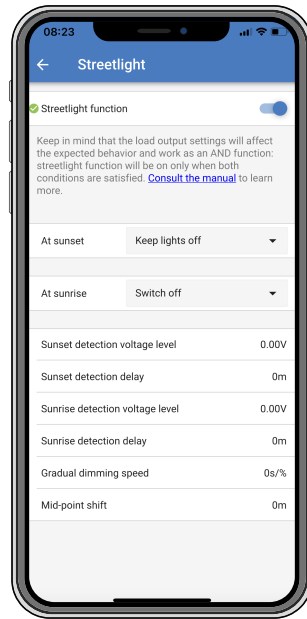 08:23
Streetlight
Streetlight function
Keep in mind that the load output settings will affect
the expected behavior and work as an AND function:
streetlight function will be on only when both
conditions are satisfied. Consult the manual to learn
more.
At sunset Keep lights off
At sunrise Switch off
Sunset detection voltage level 0.00V
Sunset detection delay 0m
Sunrise detection voltage level 0.00V
Sunrise detection delay 0m
Gradual dimming speed 0s/%
Mid-point shift 0m